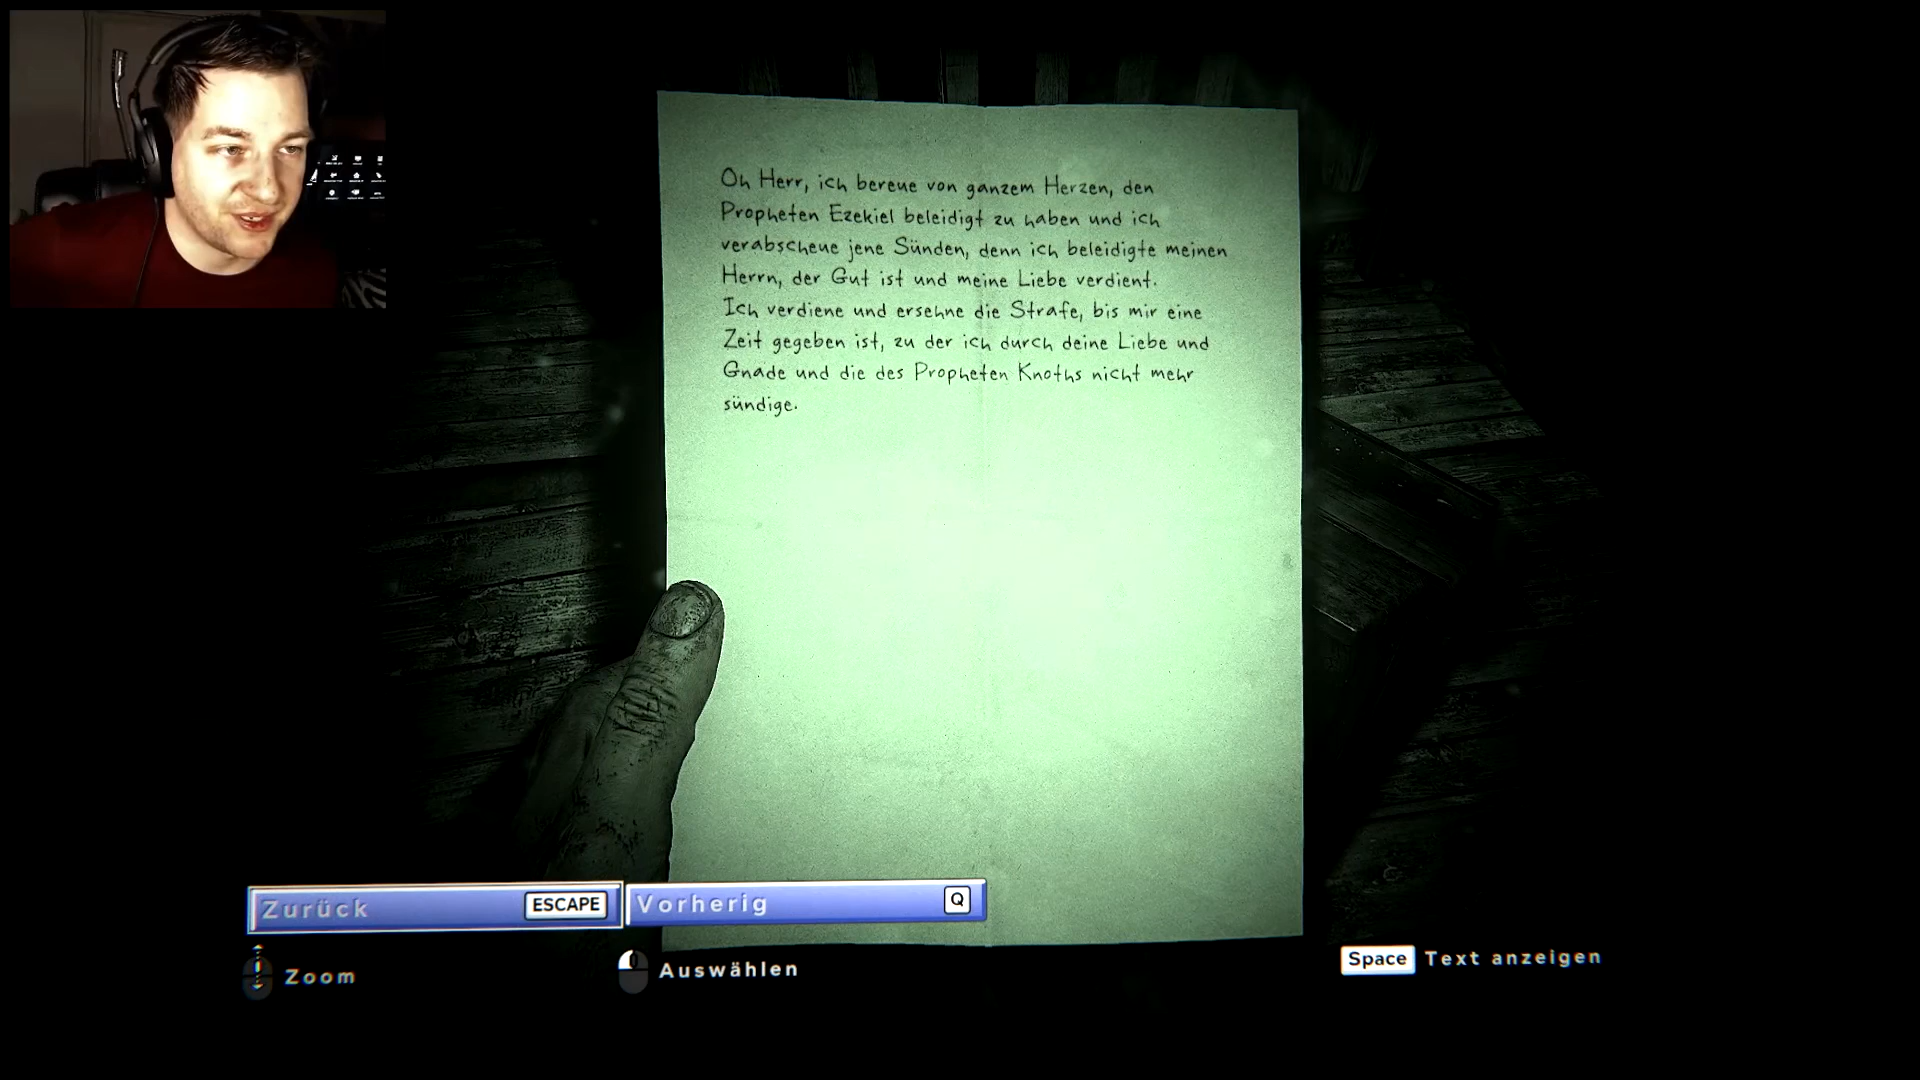 Oh Herr, ich bereue von ganzem Herzen, den
Propheten Ezekiel beleidigt zu haben und ich
verabscheue jene Sünden, denn ich beleidigte meinen
Herrn, der Gut ist und meine Liebe verdient.
Ich verdiene und ersehne die Strafe, bis mir eine
Zeit gegeben ist, zu der ich durch deine Liebe und
Gnade und die des Propheten Knoths nicht mehr
sündige.
Zurück ESCAPE
Vorherig Q
Zoom
Auswählen
Space Text anzeigen